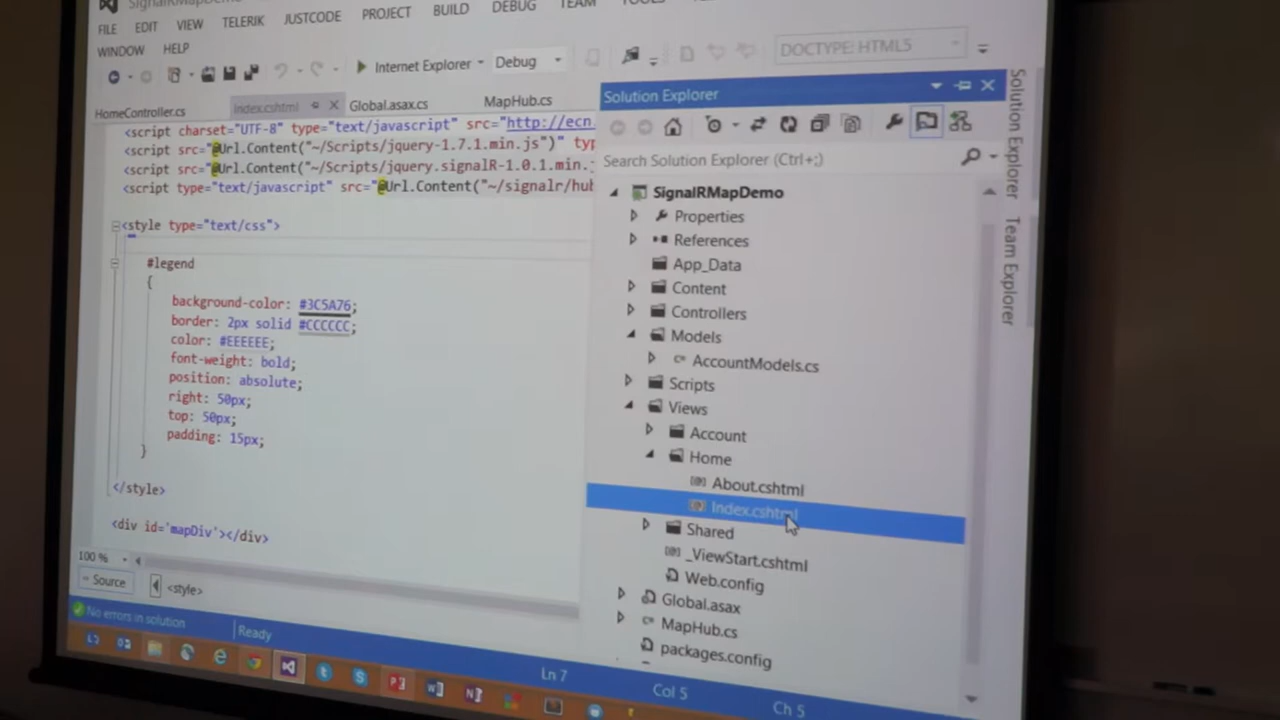 SignalRMapDemo
FILE EDIT VIEW TELERIK JUSTCODE PROJECT BUILD DEBUG TEAM TOOLS
WINDOW HELP
Internet Explorer Debug DOCTYPE: HTML5
HomeController.cs Index.cshtml Global.asax.cs MapHub.cs
<script charset="UTF-8" type="text/javascript" src="http://ecn.
<script src="@Url.Content("~/Scripts/jquery-1.7.1.min.js")" typ
<script src="@Url.Content("~/Scripts/jquery.signalR-1.0.1.min.j
<script type="text/javascript" src="@Url.Content("~/signalr/hub
<style type="text/css">
#legend
{
background-color: #3C5A76;
border: 2px solid #CCCCCC;
color: #EEEEEE;
font-weight: bold;
position: absolute;
right: 50px;
top: 50px;
padding: 15px;
}
</style>
<div id='mapDiv'></div>
100 %
Source <style>
No errors in solution Ready Ln 7 Col 5 Ch 5
Solution Explorer
Search Solution Explorer (Ctrl+;)
SignalRMapDemo
Properties
References
App_Data
Content
Controllers
Models
AccountModels.cs
Scripts
Views
Account
Home
About.cshtml
Index.cshtml
Shared
_ViewStart.cshtml
Web.config
Global.asax
MapHub.cs
packages.config
Solution Explorer
Team Explorer